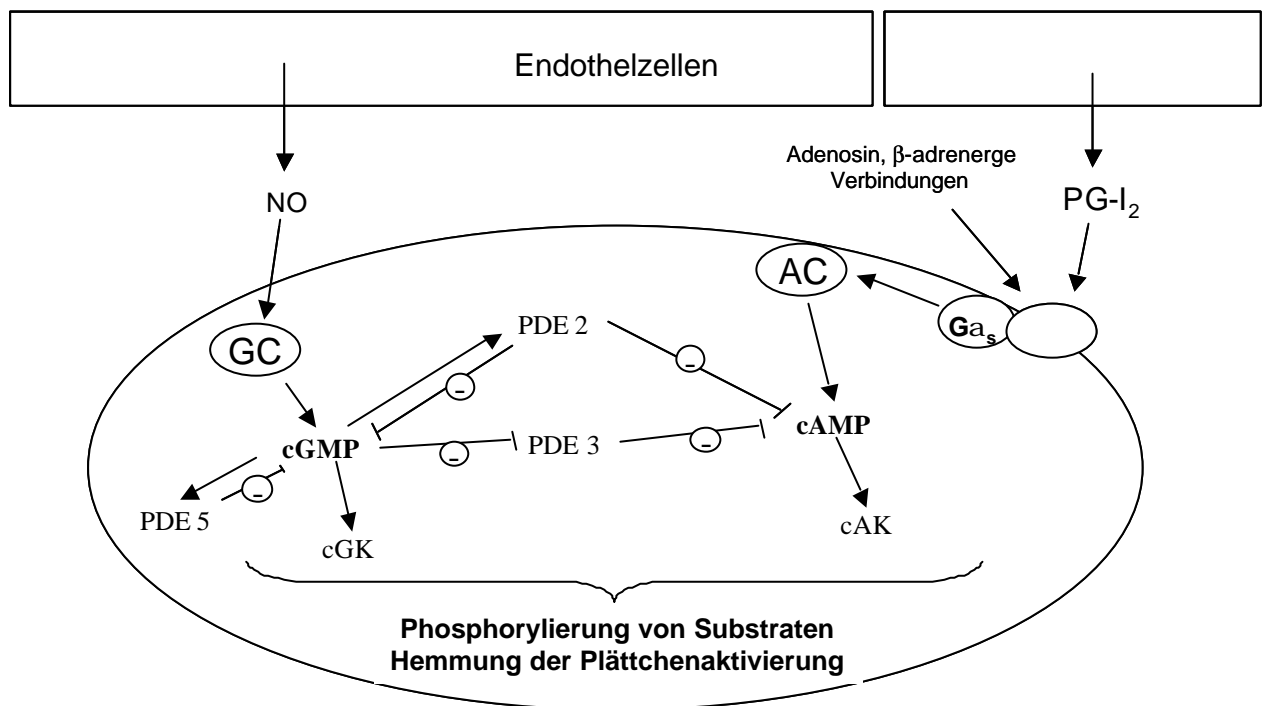 Endothelzellen
Adenosin, β-adrenerge
Verbindungen
NO
PG-I₂
AC
Gaₛ
GC
PDE 2
-
-
cGMP
-
PDE 3
-
cAMP
-
PDE 5
cGK
cAK
Phosphorylierung von Substraten
Hemmung der Plättchenaktivierung